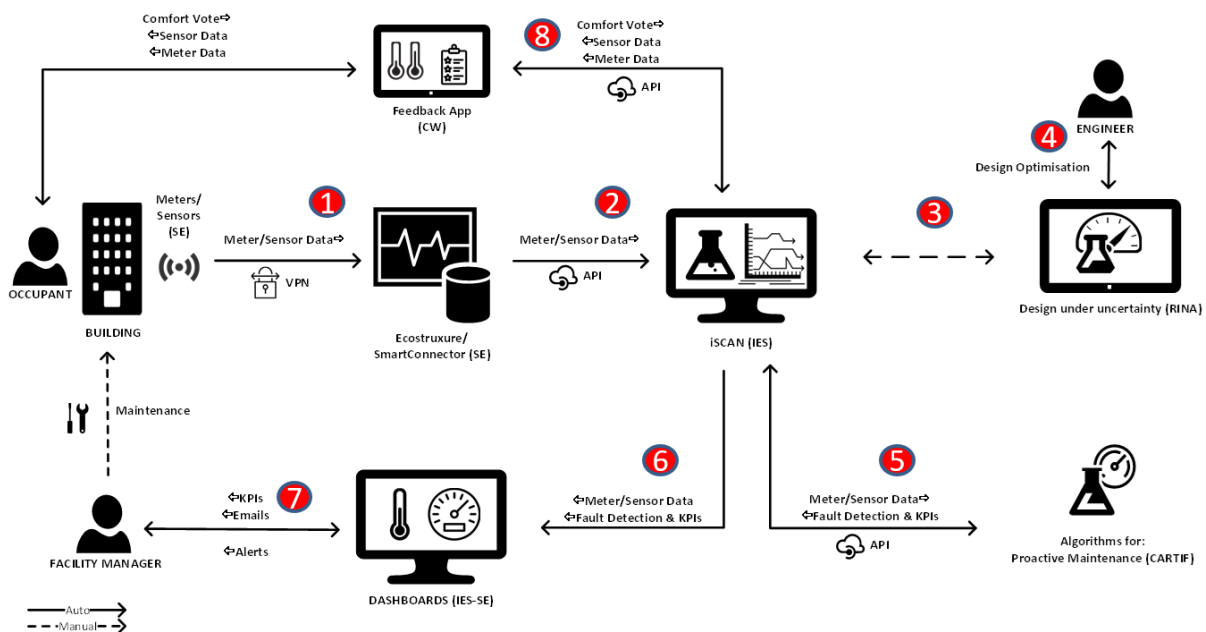 Comfort Vote⇨
⇦Sensor Data
⇦Meter Data
Feedback App
(CW)
8
Comfort Vote⇨
⇦Sensor Data
⇦Meter Data
API
ENGINEER
4
Design Optimisation
OCCUPANT
BUILDING
Meters/
Sensors
(SE)
1
Meter/Sensor Data⇨
VPN
Ecostruxure/
SmartConnector (SE)
2
Meter/Sensor Data⇨
API
iSCAN (IES)
3
Design under uncertainty (RINA)
Maintenance
FACILITY MANAGER
7
⇦KPIs
⇦Emails
⇦Alerts
DASHBOARDS (IES-SE)
6
⇦Meter/Sensor Data
⇦Fault Detection & KPIs
5
Meter/Sensor Data⇨
⇦Fault Detection & KPIs
API
Algorithms for:
Proactive Maintenance (CARTIF)
Auto
Manual